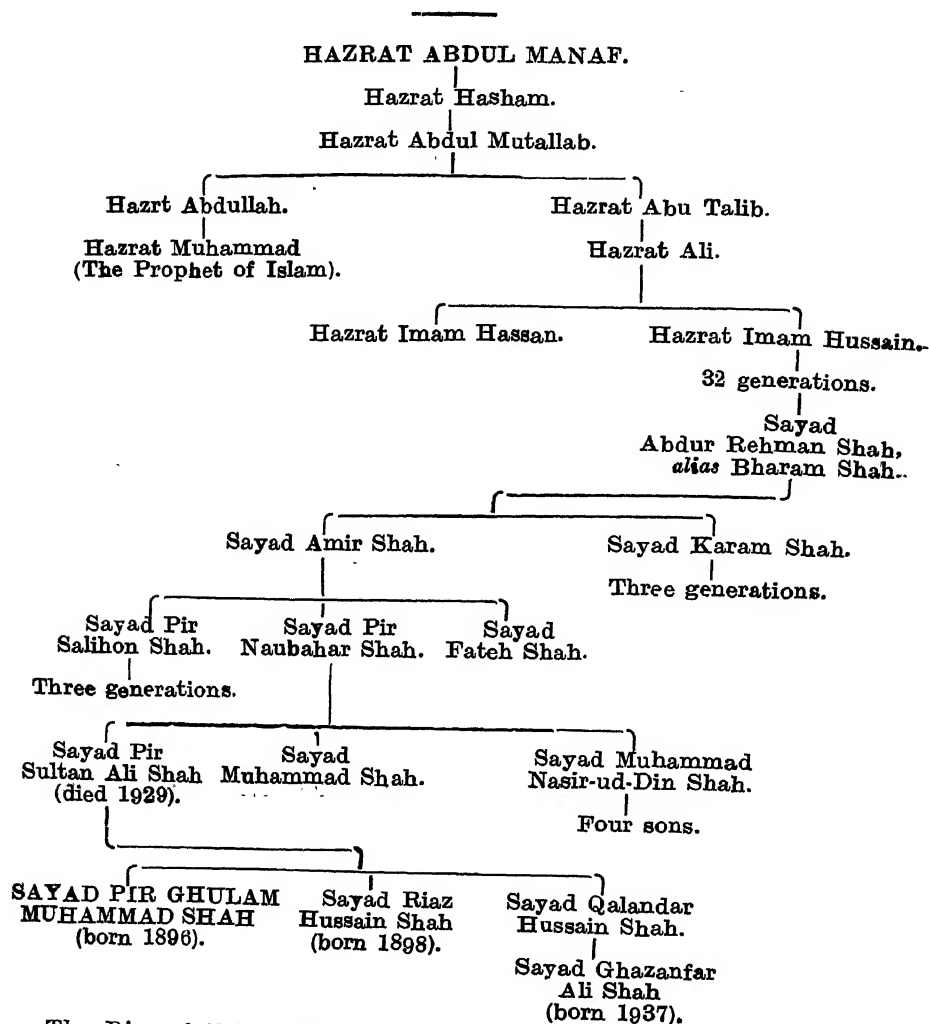 HAZRAT ABDUL MANAF.
Hazrat Hasham.
Hazrat Abdul Mutallab.
Hazrt Abdullah.
Hazrat Abu Talib.
Hazrat Muhammad
(The Prophet of Islam).
Hazrat Ali.
Hazrat Imam Hassan.
Hazrat Imam Hussain.
32 generations.
Sayad
Abdur Rehman Shah,
alias Bharam Shah.
Sayad Amir Shah.
Sayad Karam Shah.
Three generations.
Sayad Pir
Salihon Shah.
Sayad Pir
Naubahar Shah.
Sayad
Fateh Shah.
Three generations.
Sayad Pir
Sultan Ali Shah
(died 1929).
Sayad
Muhammad Shah.
Sayad Muhammad
Nasir-ud-Din Shah.
Four sons.
SAYAD PIR GHULAM
MUHAMMAD SHAH
(born 1896).
Sayad Riaz
Hussain Shah
(born 1898).
Sayad Qalandar
Hussain Shah.
Sayad Ghazanfar
Ali Shah
(born 1937).